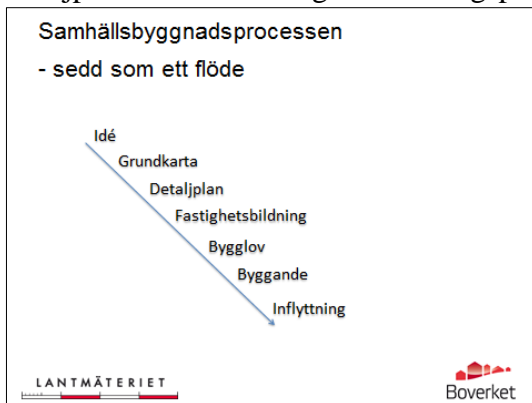 Samhällsbyggnadsprocessen
- sedd som ett flöde
Idé
Grundkarta
Detaljplan
Fastighetsbildning
Bygglov
Byggande
Inflyttning
LANTMÄTERIET
Boverket